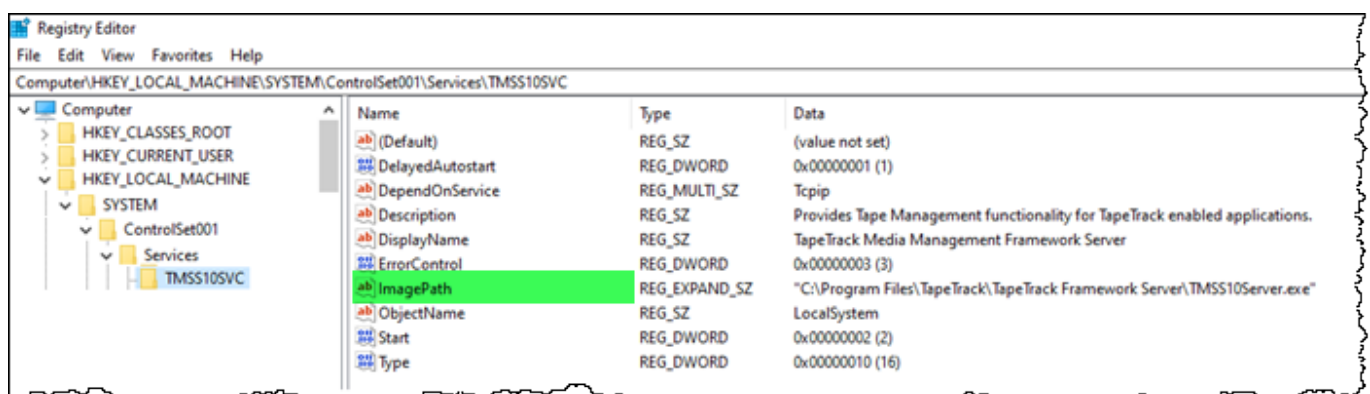 Registry Editor
File Edit View Favorites Help
Computer\HKEY_LOCAL_MACHINE\SYSTEM\ControlSet001\Services\TMSS10SVC
Computer
HKEY_CLASSES_ROOT
HKEY_CURRENT_USER
HKEY_LOCAL_MACHINE
SYSTEM
ControlSet001
Services
TMSS10SVC
Name Type Data
(Default) REG_SZ (value not set)
DelayedAutostart REG_DWORD 0x00000001 (1)
DependOnService REG_MULTI_SZ Tcpip
Description REG_SZ Provides Tape Management functionality for TapeTrack enabled applications.
DisplayName REG_SZ TapeTrack Media Management Framework Server
ErrorControl REG_DWORD 0x00000003 (3)
ImagePath REG_EXPAND_SZ "C:\Program Files\TapeTrack\TapeTrack Framework Server\TMSS10Server.exe"
ObjectName REG_SZ LocalSystem
Start REG_DWORD 0x00000002 (2)
Type REG_DWORD 0x00000010 (16)